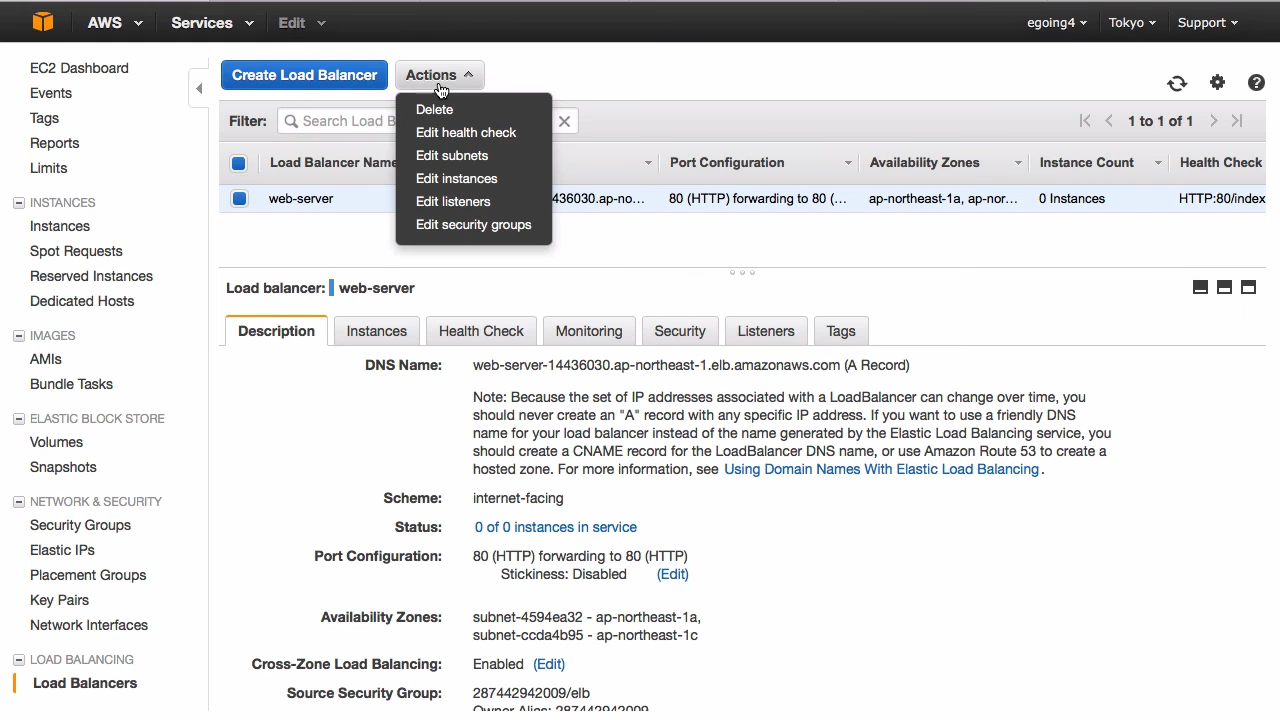 AWS Services Edit egoing4 Tokyo Support
EC2 Dashboard
Events
Tags
Reports
Limits
INSTANCES
Instances
Spot Requests
Reserved Instances
Dedicated Hosts
IMAGES
AMIs
Bundle Tasks
ELASTIC BLOCK STORE
Volumes
Snapshots
NETWORK & SECURITY
Security Groups
Elastic IPs
Placement Groups
Key Pairs
Network Interfaces
LOAD BALANCING
Load Balancers
Create Load Balancer Actions
Delete
Edit health check
Edit subnets
Edit instances
Edit listeners
Edit security groups
Filter: Search Load B 1 to 1 of 1
Load Balancer Name Port Configuration Availability Zones Instance Count Health Check
web-server 436030.ap-no... 80 (HTTP) forwarding to 80 (... ap-northeast-1a, ap-nor... 0 Instances HTTP:80/index
Load balancer: web-server
Description Instances Health Check Monitoring Security Listeners Tags
DNS Name: web-server-14436030.ap-northeast-1.elb.amazonaws.com (A Record)
Note: Because the set of IP addresses associated with a LoadBalancer can change over time, you
should never create an "A" record with any specific IP address. If you want to use a friendly DNS
name for your load balancer instead of the name generated by the Elastic Load Balancing service, you
should create a CNAME record for the LoadBalancer DNS name, or use Amazon Route 53 to create a
hosted zone. For more information, see Using Domain Names With Elastic Load Balancing.
Scheme: internet-facing
Status: 0 of 0 instances in service
Port Configuration: 80 (HTTP) forwarding to 80 (HTTP)
Stickiness: Disabled (Edit)
Availability Zones: subnet-4594ea32 - ap-northeast-1a,
subnet-ccda4b95 - ap-northeast-1c
Cross-Zone Load Balancing: Enabled (Edit)
Source Security Group: 287442942009/elb
Owner Alias: 287442942009